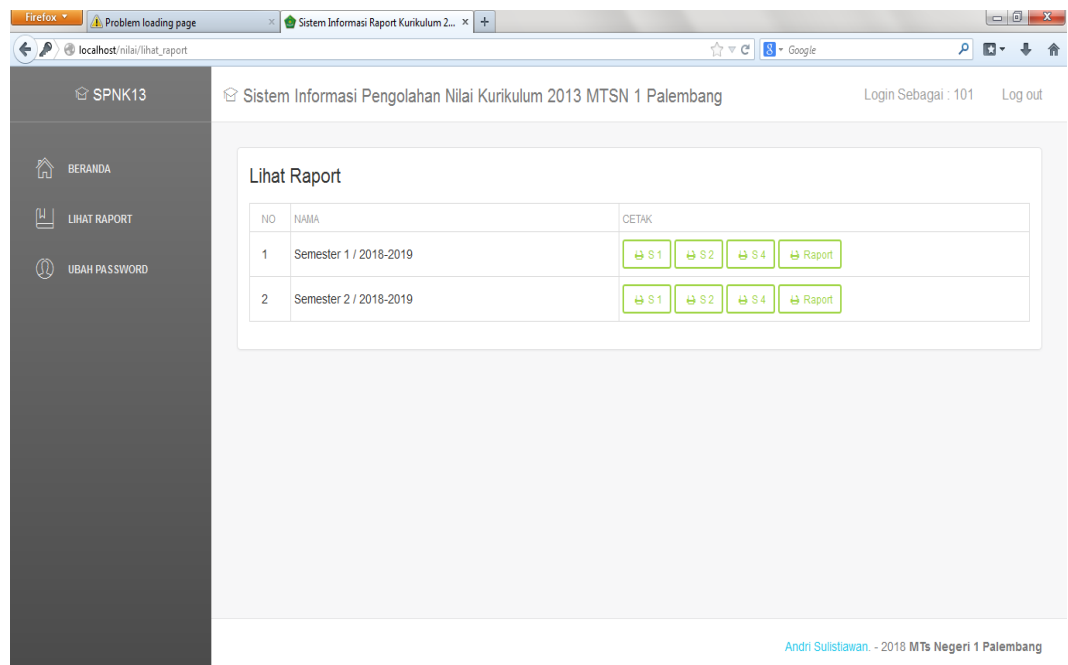 Firefox
Problem loading page
Sistem Informasi Raport Kurikulum 2...
localhost/nilai/lihat_raport
8 Google
SPNK13
Sistem Informasi Pengolahan Nilai Kurikulum 2013 MTSN 1 Palembang
Login Sebagai : 101
Log out
BERANDA
LIHAT RAPORT
UBAH PASSWORD
Lihat Raport
NO NAMA CETAK
1 Semester 1 / 2018-2019 S 1 S 2 S 4 Raport
2 Semester 2 / 2018-2019 S 1 S 2 S 4 Raport
Andri Sulistiawan. - 2018 MTs Negeri 1 Palembang